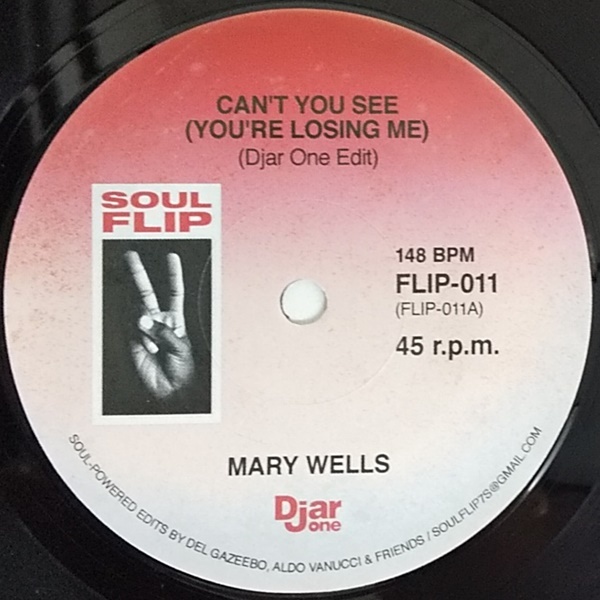 CAN'T YOU SEE
(YOU'RE LOSING ME)
(Djar One Edit)
SOUL
FLIP
148 BPM
FLIP-011
(FLIP-011A)
45 r.p.m.
MARY WELLS
Djar
one
SOUL-POWERED EDITS BY DEL GAZEEBO, ALDO VANUCCI & FRIENDS / SOULFLIP7S@GMAIL.COM